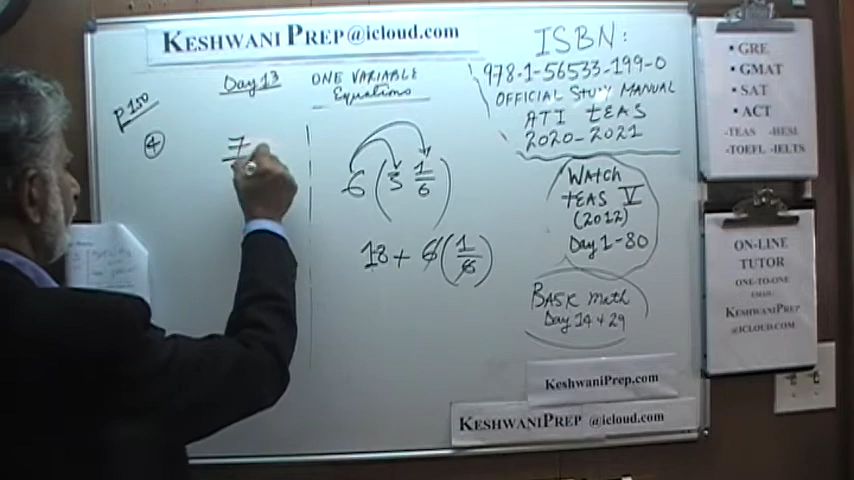 KESHWANI PREP@icloud.com
Day 13
ONE VARIABLE
Equations
P 150
4
7
6 (3 1/6)
18 + 6 (1/6)
ISBN:
978-1-56533-199-0
OFFICIAL STUDY MANUAL
ATI TEAS
2020-2021
WATCH
TEAS V
(2012)
Day 1-80
BASIC Math
Day 14 & 29
KeshwaniPrep.com
KESHWANIPREP @icloud.com
▪ GRE
▪ GMAT
▪ SAT
▪ ACT
-TEAS -HESI
-TOEFL -IELTS
ON-LINE
TUTOR
ONE-TO-ONE
EMAIL:
KESHWANIPREP
@ICLOUD.COM